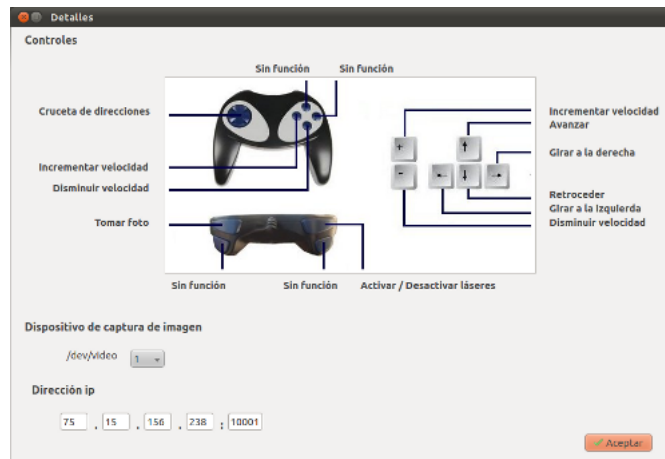 Detalles
Controles
Sin función Sin función
Cruceta de direcciones
Incrementar velocidad
Disminuir velocidad
Tomar foto
Sin función Sin función Activar / Desactivar láseres
+
-
Incrementar velocidad
Avanzar
Girar a la derecha
Retroceder
Girar a la Izquierda
Disminuir velocidad
Dispositivo de captura de imagen
/dev/video 1
Dirección ip
75 . 15 . 156 . 238 : 10001
Aceptar